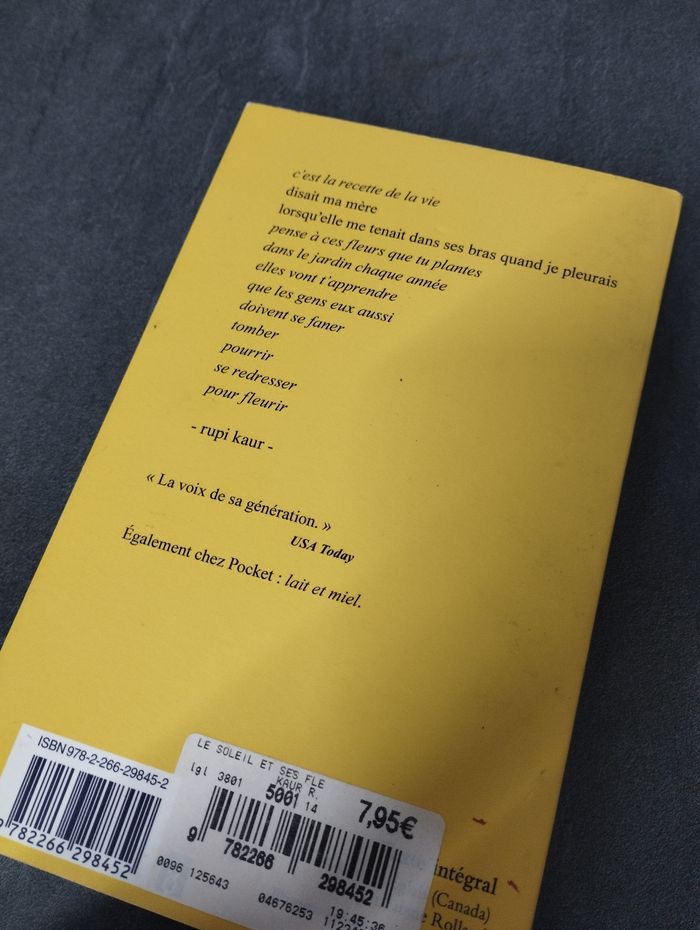 c'est la recette de la vie
disait ma mère
lorsqu'elle me tenait dans ses bras quand je pleurais
pense à ces fleurs que tu plantes
dans le jardin chaque année
elles vont t'apprendre
que les gens eux aussi
doivent se faner
tomber
pourrir
se redresser
pour fleurir
- rupi kaur -
« La voix de sa génération. »
USA Today
Également chez Pocket : lait et miel.
ISBN 978-2-266-29845-2
9 782266 298452
LE SOLEIL ET SES FLE
KAUR R.
lgl 3801 5001 14 7,95€
9 782266 298452
0096 125643
04676253 19:45:36
intégral
(Canada)